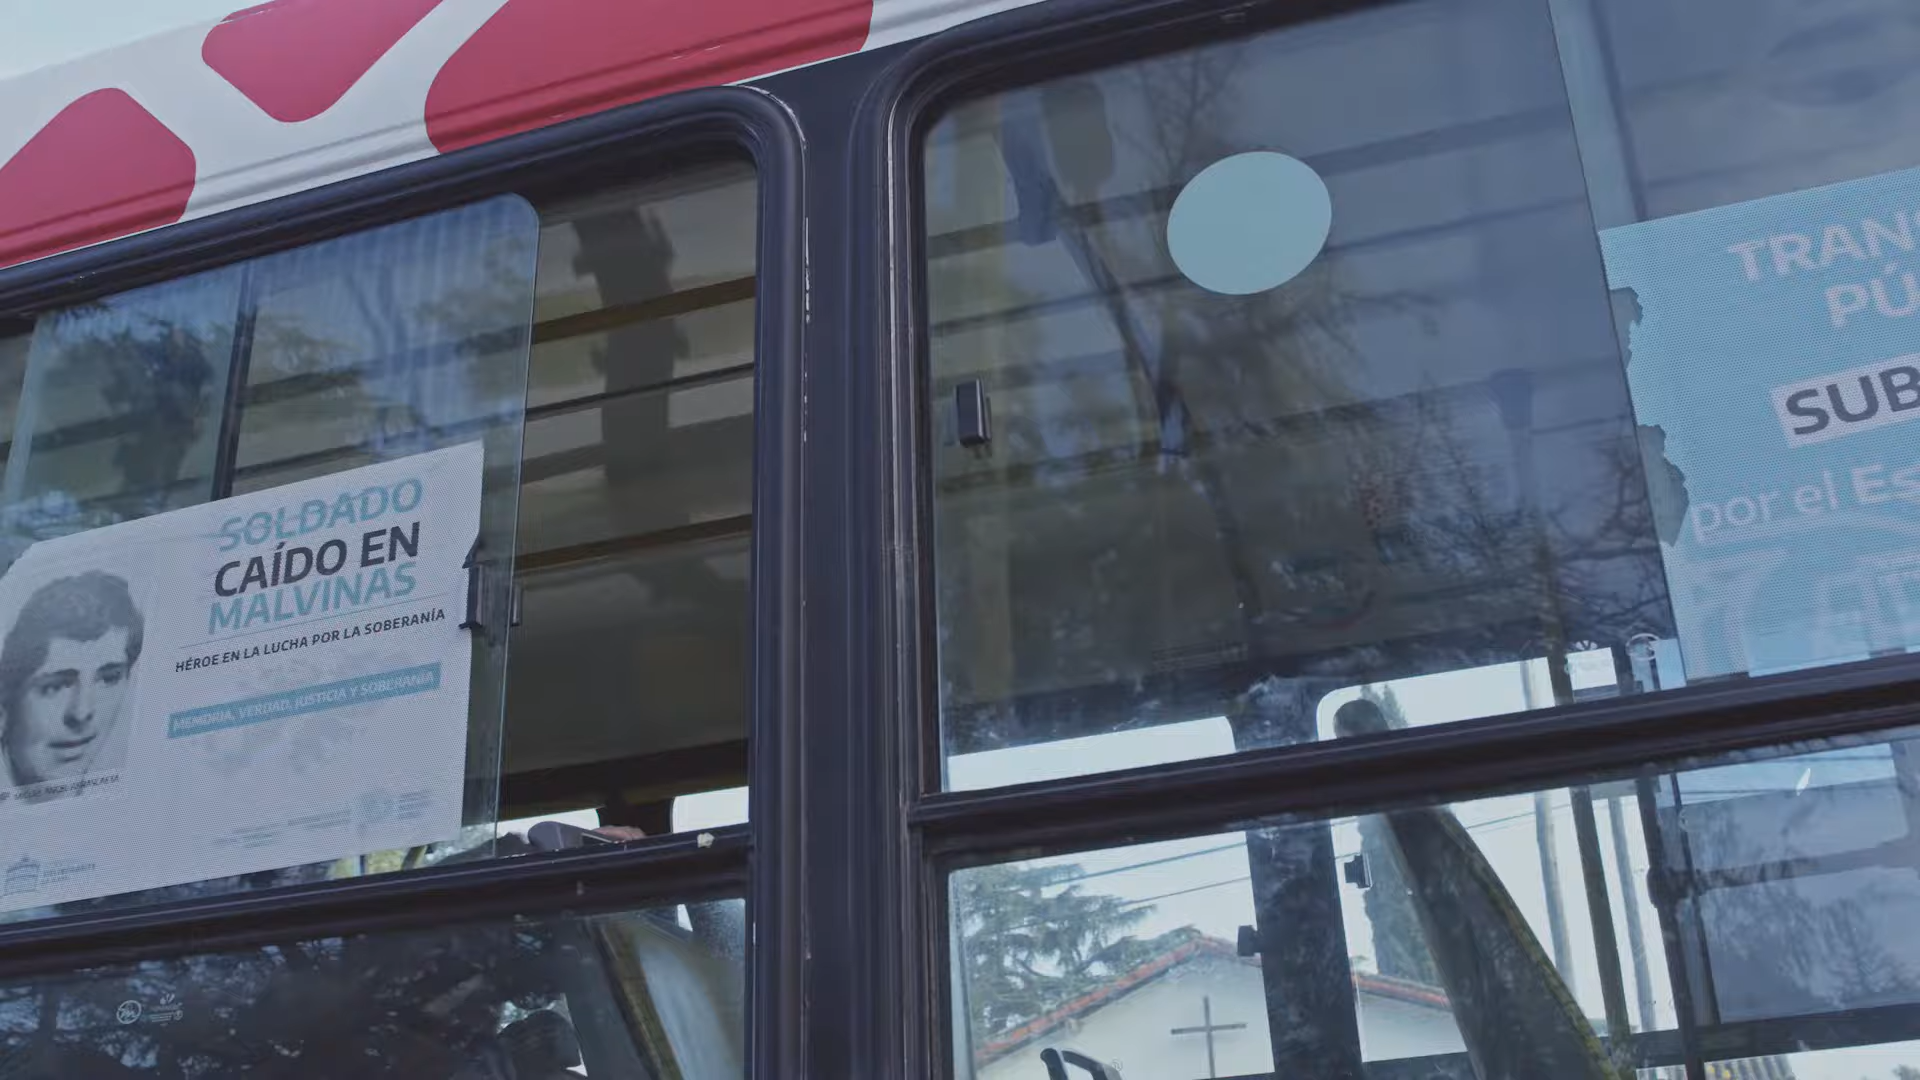 SOLDADO
CAÍDO EN
MALVINAS
HÉROE EN LA LUCHA POR LA SOBERANÍA
MEMORIA, VERDAD, JUSTICIA Y SOBERANÍA
TRAN
PÚ
SUB
por el Es